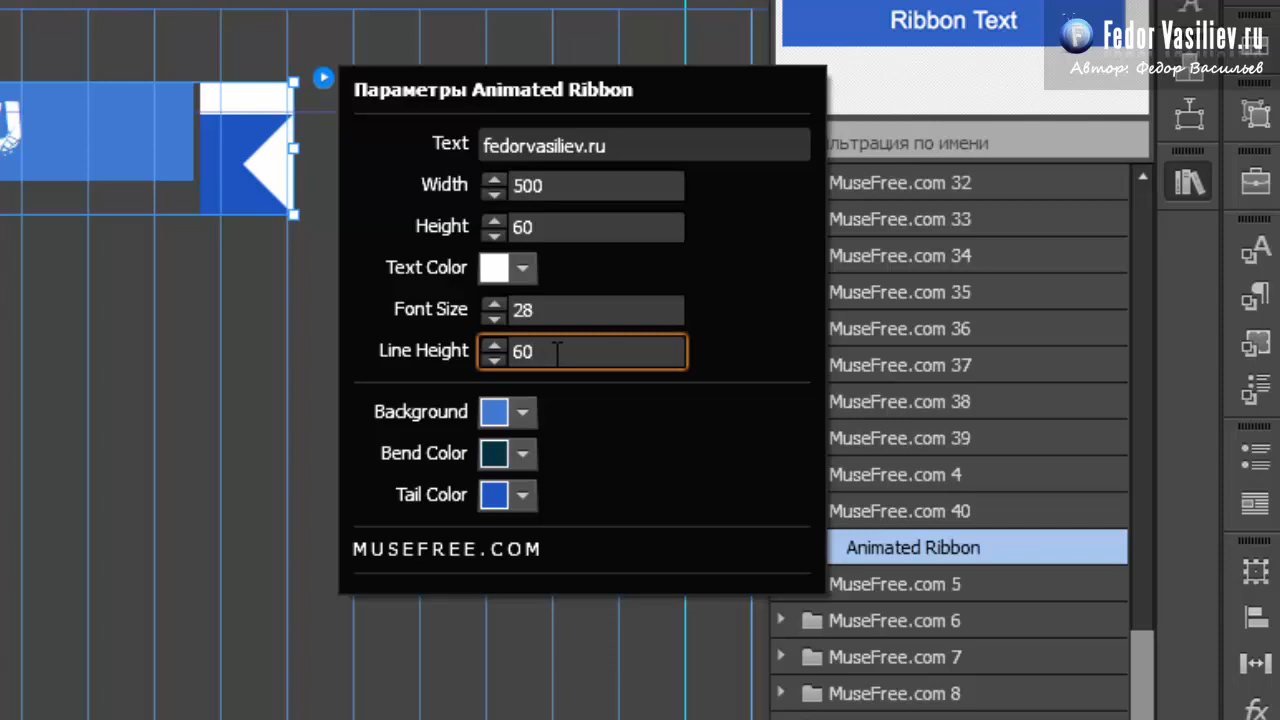 Ribbon Text
Fedor Vasiliev.ru
Автор: Федор Васильев
Параметры Animated Ribbon
Text
fedorvasiliev.ru
Width
500
Height
60
Text Color
Font Size
28
Line Height
60
Background
Bend Color
Tail Color
MUSEFREE.COM
льтрация по имени
MuseFree.com 32
MuseFree.com 33
MuseFree.com 34
MuseFree.com 35
MuseFree.com 36
MuseFree.com 37
MuseFree.com 38
MuseFree.com 39
MuseFree.com 4
MuseFree.com 40
Animated Ribbon
MuseFree.com 5
MuseFree.com 6
MuseFree.com 7
MuseFree.com 8